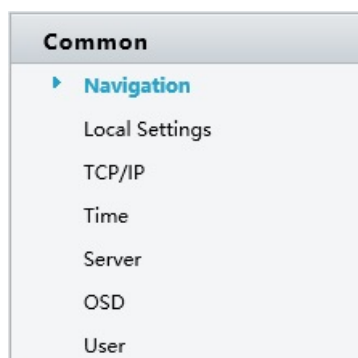 Common
Navigation
Local Settings
TCP/IP
Time
Server
OSD
User